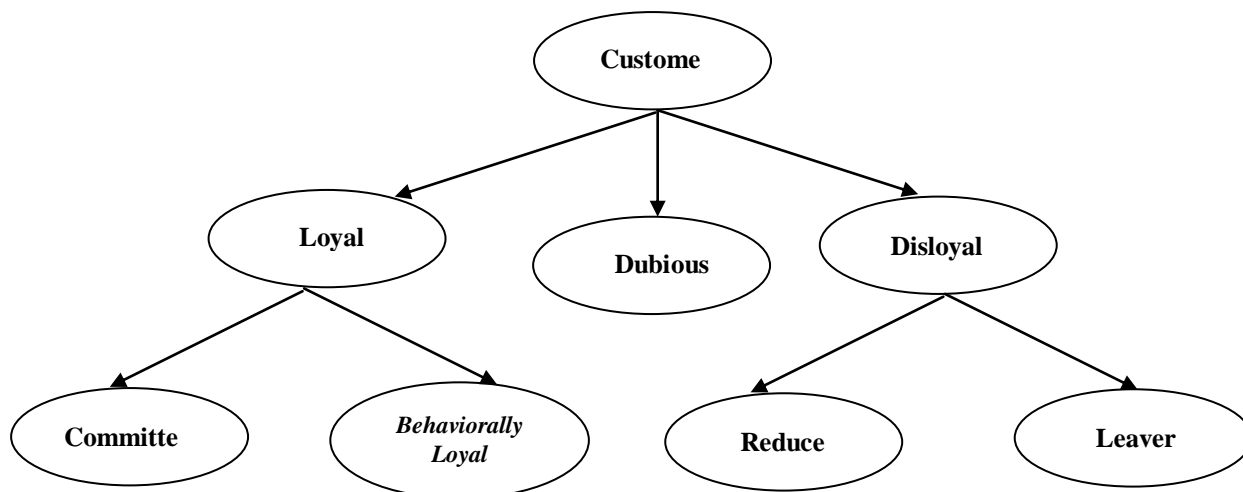 Custome
Loyal
Dubious
Disloyal
Committe
Behaviorally
Loyal
Reduce
Leaver